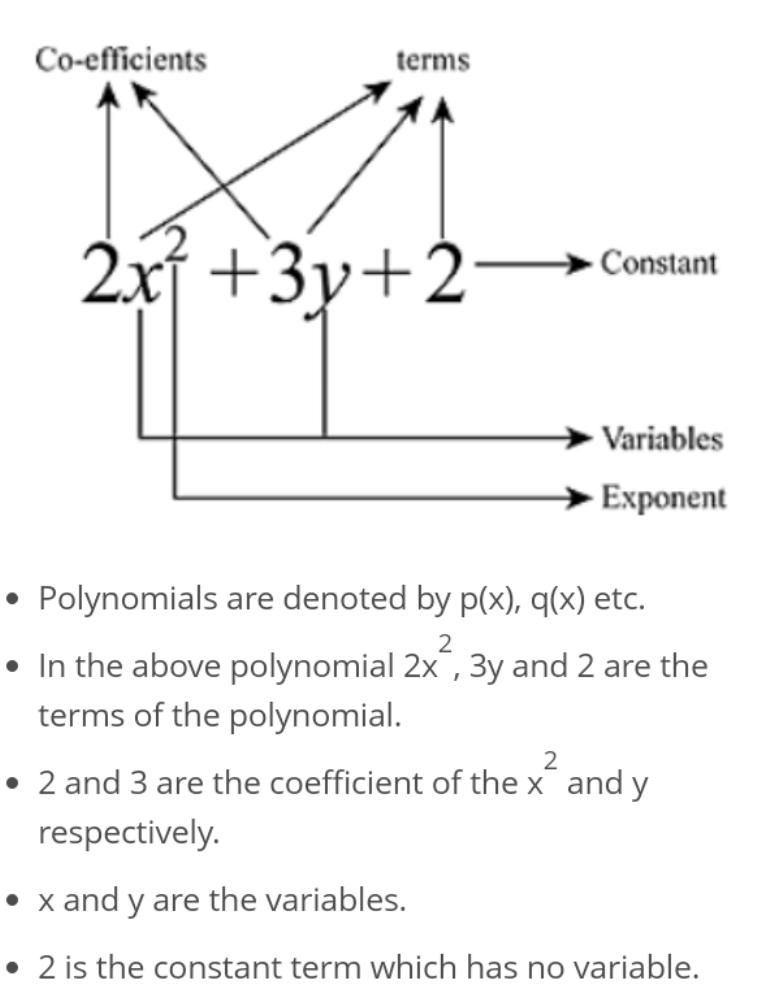 Co-efficients terms
2x² +3y+2 Constant
Variables
Exponent
• Polynomials are denoted by p(x), q(x) etc.
• In the above polynomial 2x², 3y and 2 are the
terms of the polynomial.
• 2 and 3 are the coefficient of the x² and y
respectively.
• x and y are the variables.
• 2 is the constant term which has no variable.